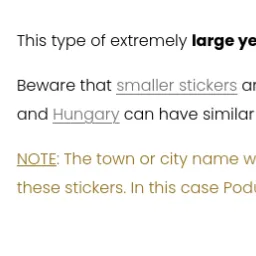 This type of extremely large ye
Beware that smaller stickers ar
and Hungary can have similar
NOTE: The town or city name w
these stickers. In this case Podu